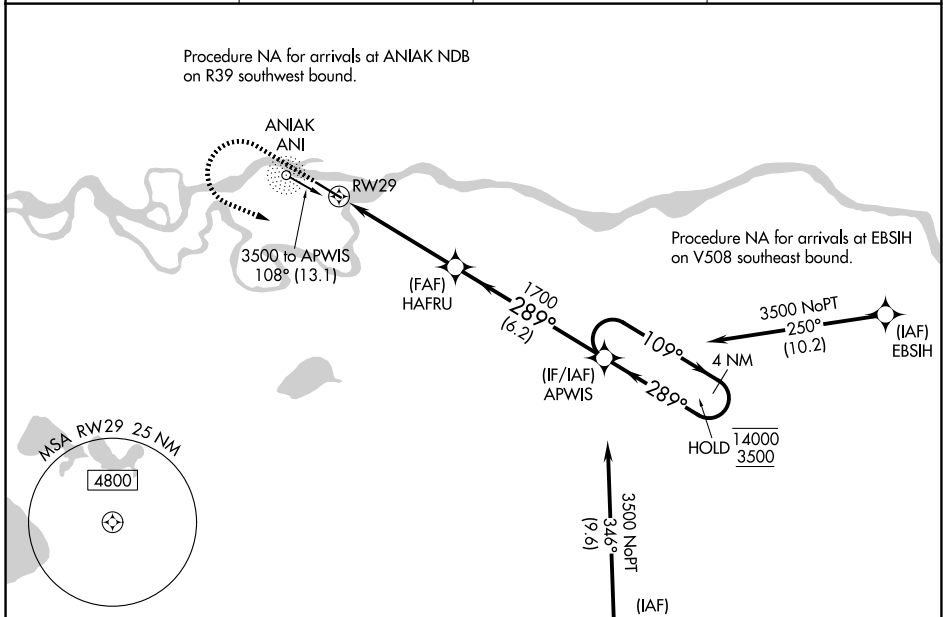 Procedure NA for arrivals at ANIAK NDB
on R39 southwest bound.
ANIAK
ANI
RW29
3500 to APWIS
108° (13.1)
Procedure NA for arrivals at EBSIH
on V508 southeast bound.
(FAF)
HAFRU
1700
289°
(6.2)
3500 NoPT
250°
(10.2)
(IAF)
EBSIH
109°
4 NM
(IF/IAF)
APWIS
289°
HOLD
14000
3500
MSA RW29 25 NM
4800
3500 NoPT
346°
(9.6)
(IAF)